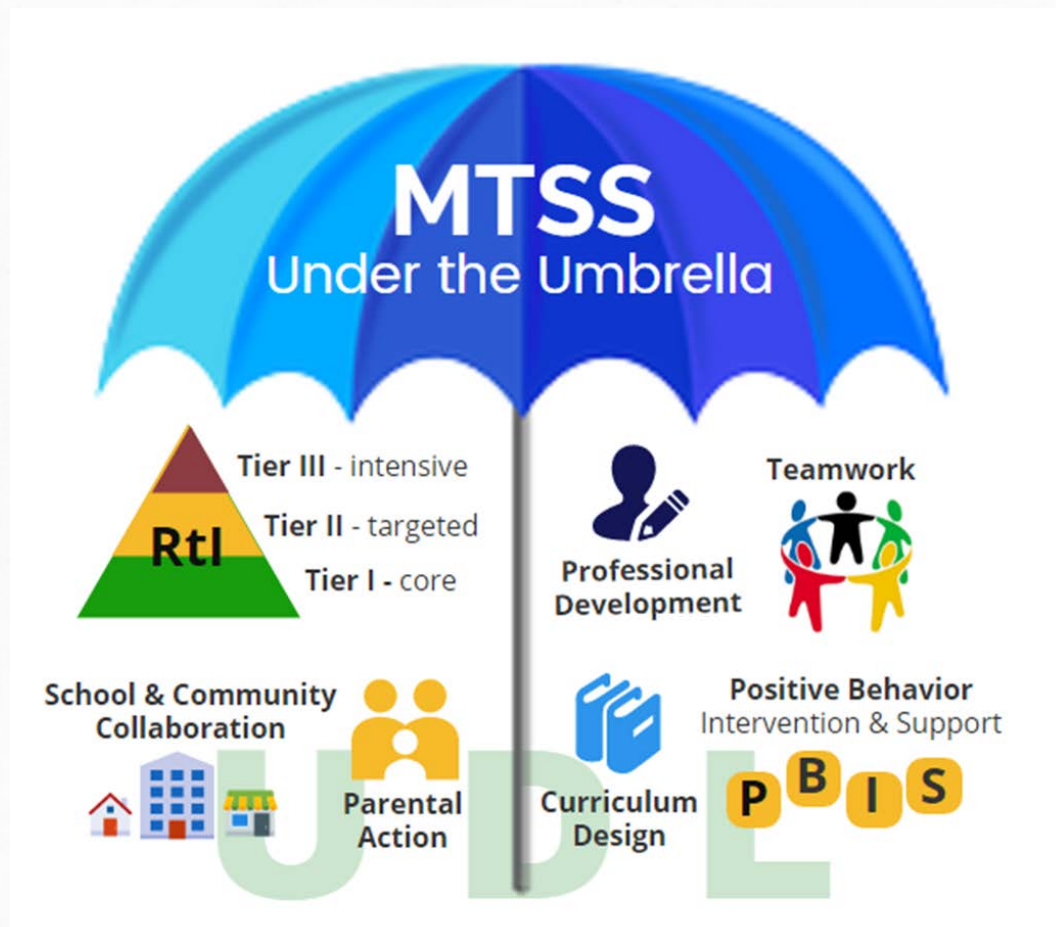 MTSS
Under the Umbrella
Tier III - intensive
Tier II - targeted
Tier I - core
RtI
Professional
Development
Teamwork
School & Community
Collaboration
Parental
Action
Curriculum
Design
Positive Behavior
Intervention & Support
P B I S
UDL